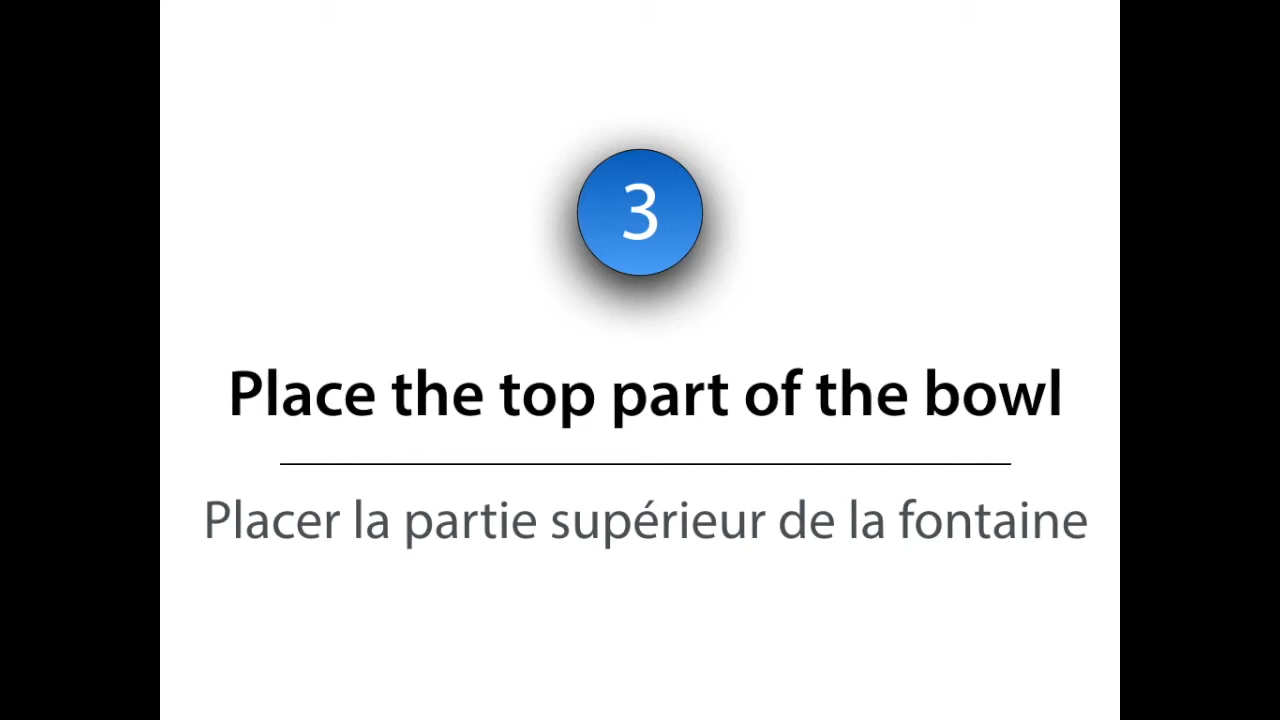 3
Place the top part of the bowl
Placer la partie supérieur de la fontaine